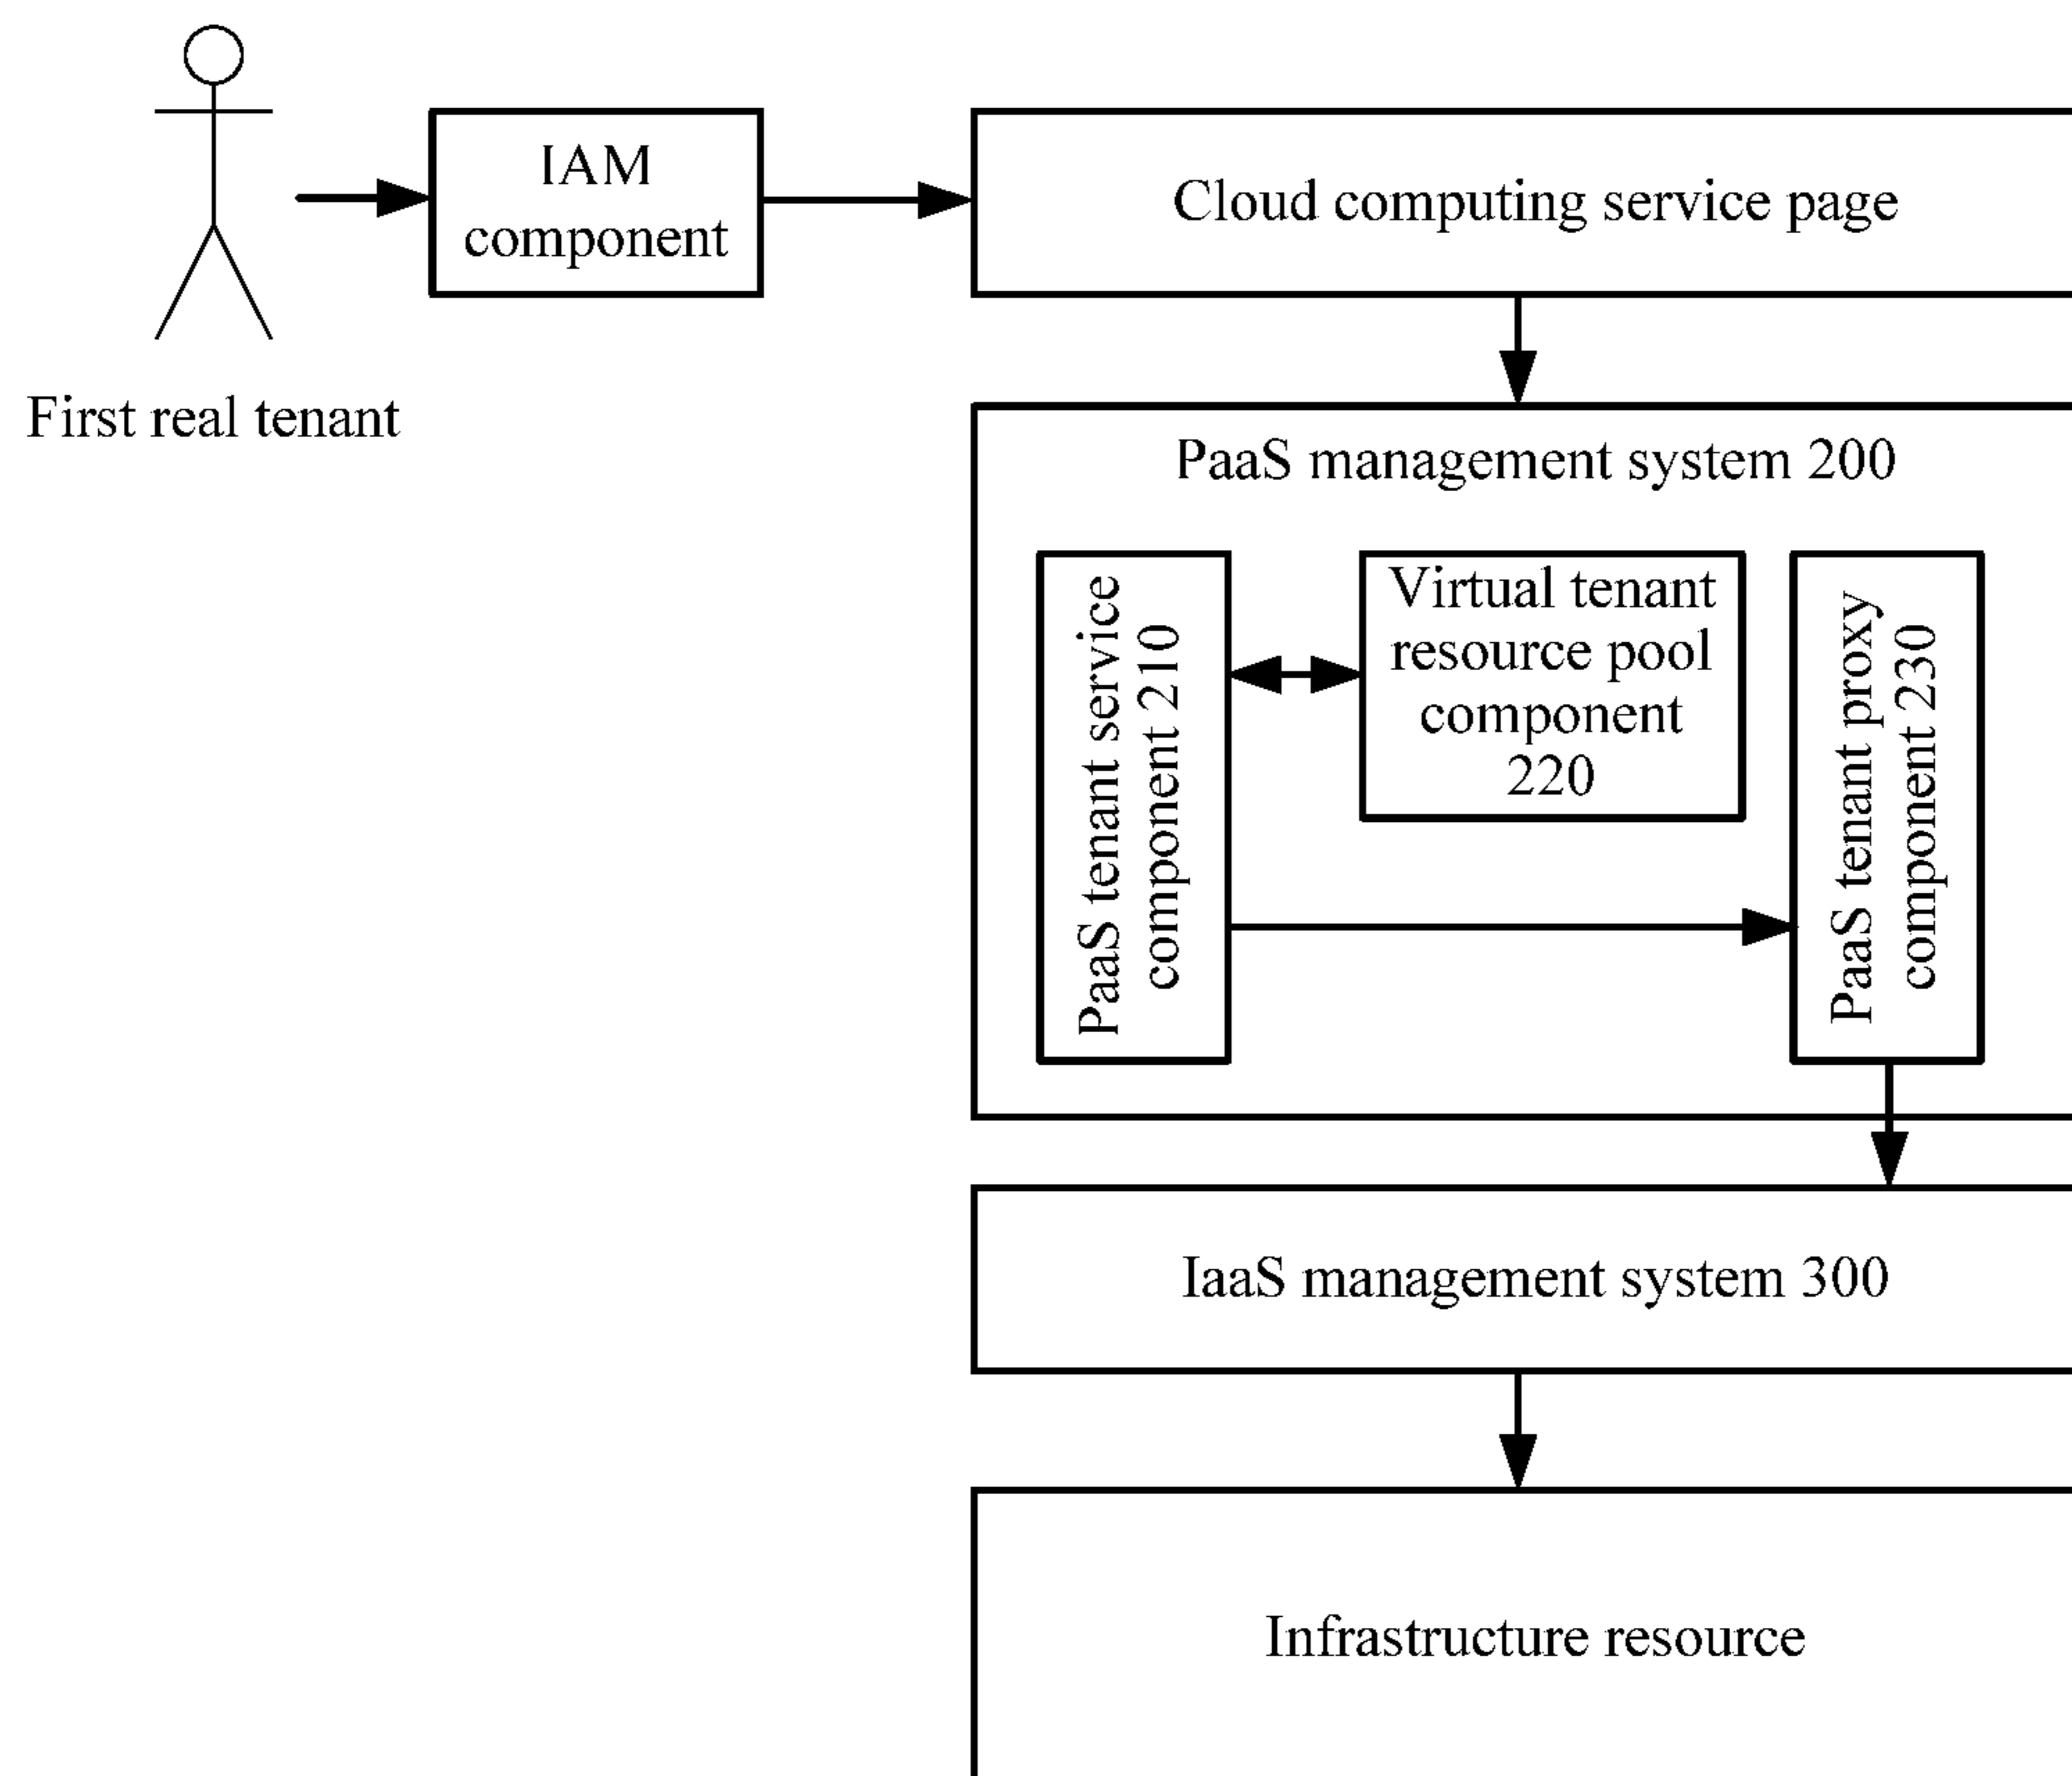 IAM
component
Cloud computing service page
First real tenant
PaaS management system 200
PaaS tenant service
component 210
Virtual tenant
resource pool
component
220
PaaS tenant proxy
component 230
IaaS management system 300
Infrastructure resource